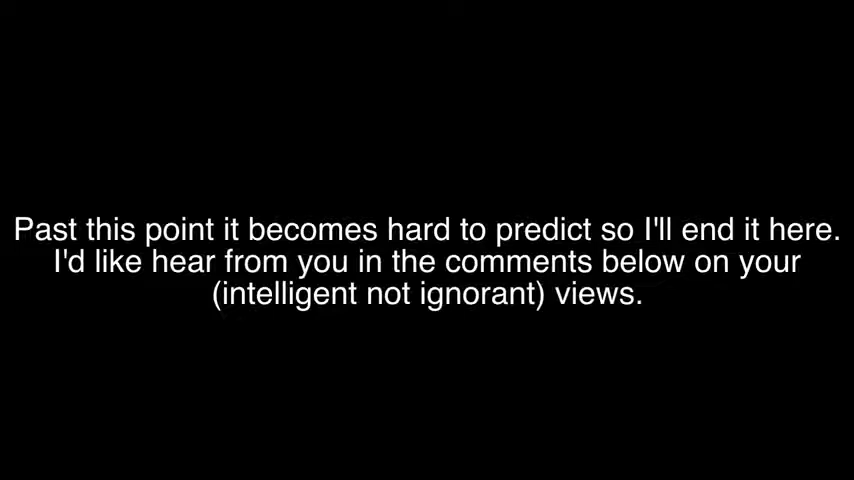 Past this point it becomes hard to predict so I'll end it here.
I'd like hear from you in the comments below on your
(intelligent not ignorant) views.